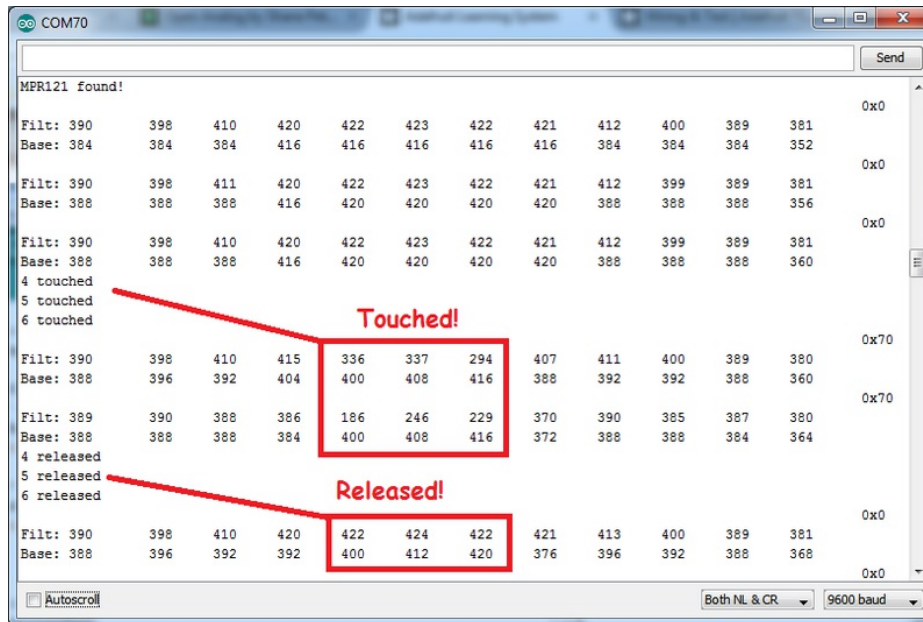 COM70
Send
MPR121 found!
0x0
Filt: 390 398 410 420 422 423 422 421 412 400 389 381
Base: 384 384 384 416 416 416 416 416 384 384 384 352
0x0
Filt: 390 398 411 420 422 423 422 421 412 399 389 381
Base: 388 388 388 416 420 420 420 420 388 388 388 356
0x0
Filt: 390 398 410 420 422 423 422 421 412 399 389 381
Base: 388 388 388 416 420 420 420 420 388 388 388 360
4 touched
5 touched
6 touched
Touched!
0x70
Filt: 390 398 410 415 336 337 294 407 411 400 389 380
Base: 388 396 392 404 400 408 416 388 392 392 388 360
0x70
Filt: 389 390 388 386 186 246 229 370 390 385 387 380
Base: 388 388 388 384 400 408 416 372 388 388 384 364
4 released
5 released
6 released
Released!
0x0
Filt: 390 398 410 420 422 424 422 421 413 400 389 381
Base: 388 396 392 392 400 412 420 376 396 392 388 368
0x0
Autoscroll
Both NL & CR
9600 baud